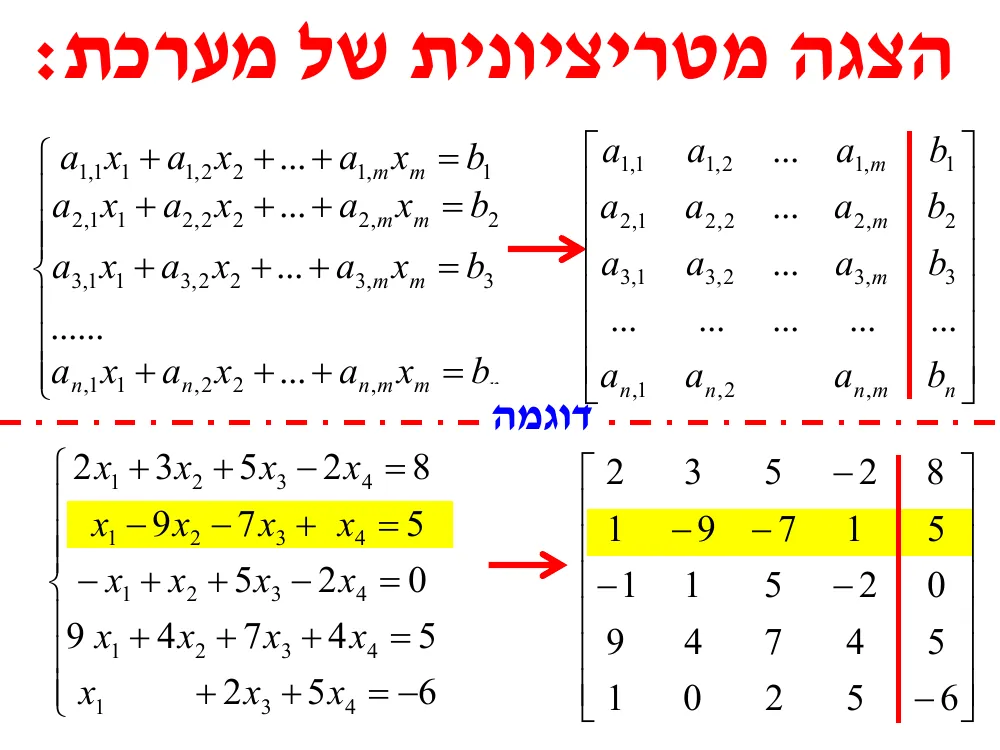 הצגה מטריציונית של מערכת:
a1,1x1 + a1,2x2 + ... + a1,mxm = b1
a2,1x1 + a2,2x2 + ... + a2,mxm = b2
a3,1x1 + a3,2x2 + ... + a3,mxm = b3
......
an,1x1 + an,2x2 + ... + an,mxm = b
a1,1 a1,2 ... a1,m b1
a2,1 a2,2 ... a2,m b2
a3,1 a3,2 ... a3,m b3
... ... ... ... ...
an,1 an,2 an,m bn
דוגמה
2x1 + 3x2 + 5x3 − 2x4 = 8
x1 − 9x2 − 7x3 + x4 = 5
− x1 + x2 + 5x3 − 2x4 = 0
9 x1 + 4x2 + 7x3 + 4x4 = 5
x1 + 2x3 + 5x4 = −6
2 3 5 −2 8
1 −9 −7 1 5
−1 1 5 −2 0
9 4 7 4 5
1 0 2 5 −6